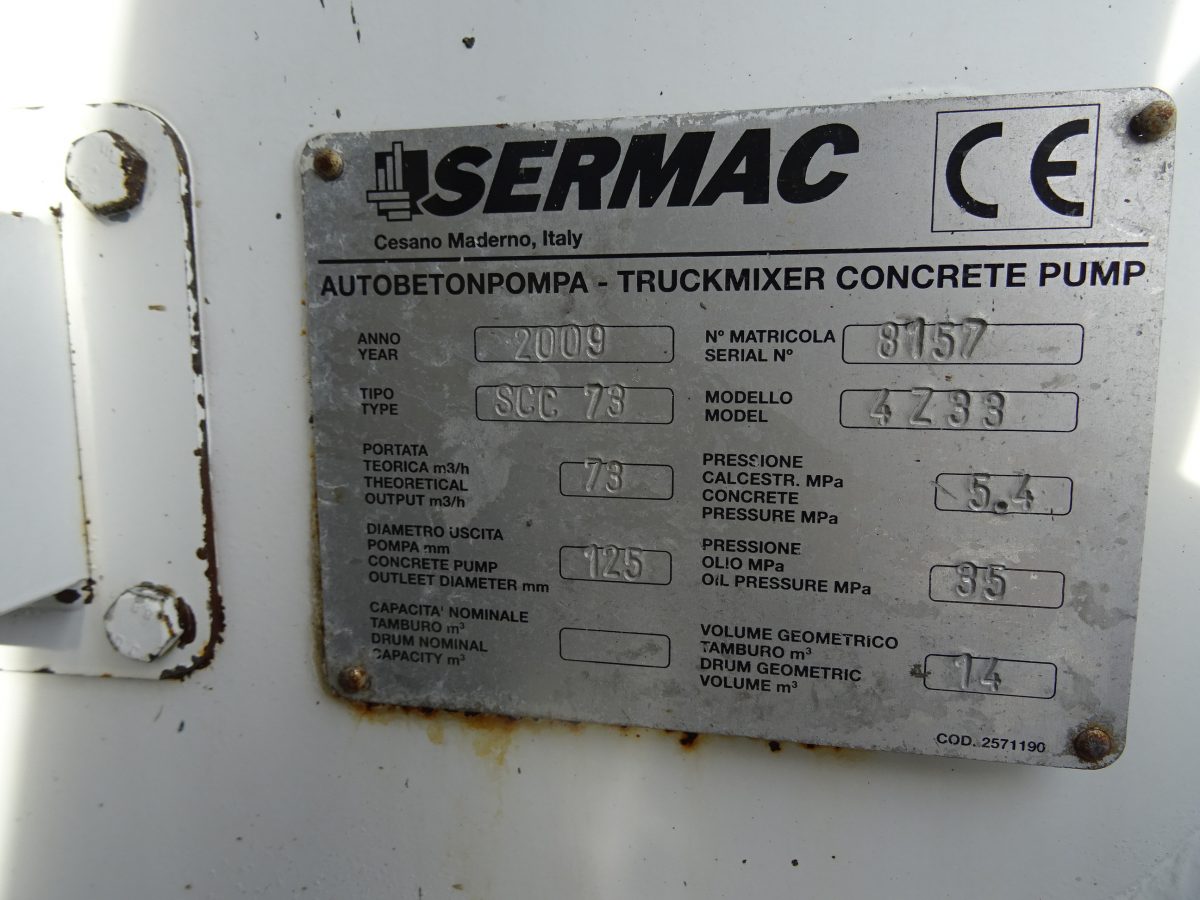 SERMAC
CE
Cesano Maderno, Italy
AUTOBETONPOMPA - TRUCKMIXER CONCRETE PUMP
ANNO
YEAR
2009
Nº MATRICOLA
SERIAL Nº
8157
TIPO
TYPE
SCC 73
MODELLO
MODEL
4Z33
PORTATA
TEORICA m3/h
THEORETICAL
OUTPUT m3/h
73
PRESSIONE
CALCESTR. MPa
CONCRETE
PRESSURE MPa
5.4
DIAMETRO USCITA
POMPA mm
CONCRETE PUMP
OUTLEET DIAMETER mm
125
PRESSIONE
OLIO MPa
OIL PRESSURE MPa
35
CAPACITA' NOMINALE
TAMBURO m³
DRUM NOMINAL
CAPACITY m³
VOLUME GEOMETRICO
TAMBURO m³
DRUM GEOMETRIC
VOLUME m³
14
COD. 2571190